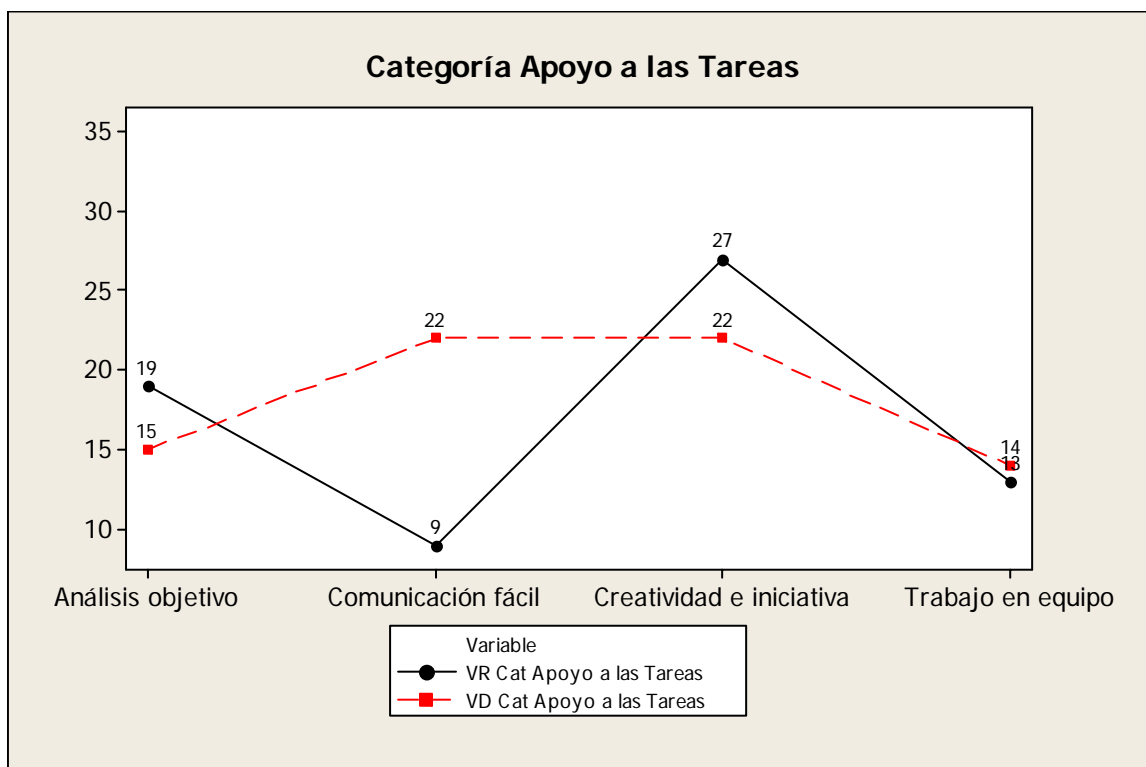 Categoría Apoyo a las Tareas
35
30
25
20
15
10
27
22
22
19
15
14
13
9
Análisis objetivo
Comunicación fácil
Creatividad e iniciativa
Trabajo en equipo
Variable
VR Cat Apoyo a las Tareas
VD Cat Apoyo a las Tareas